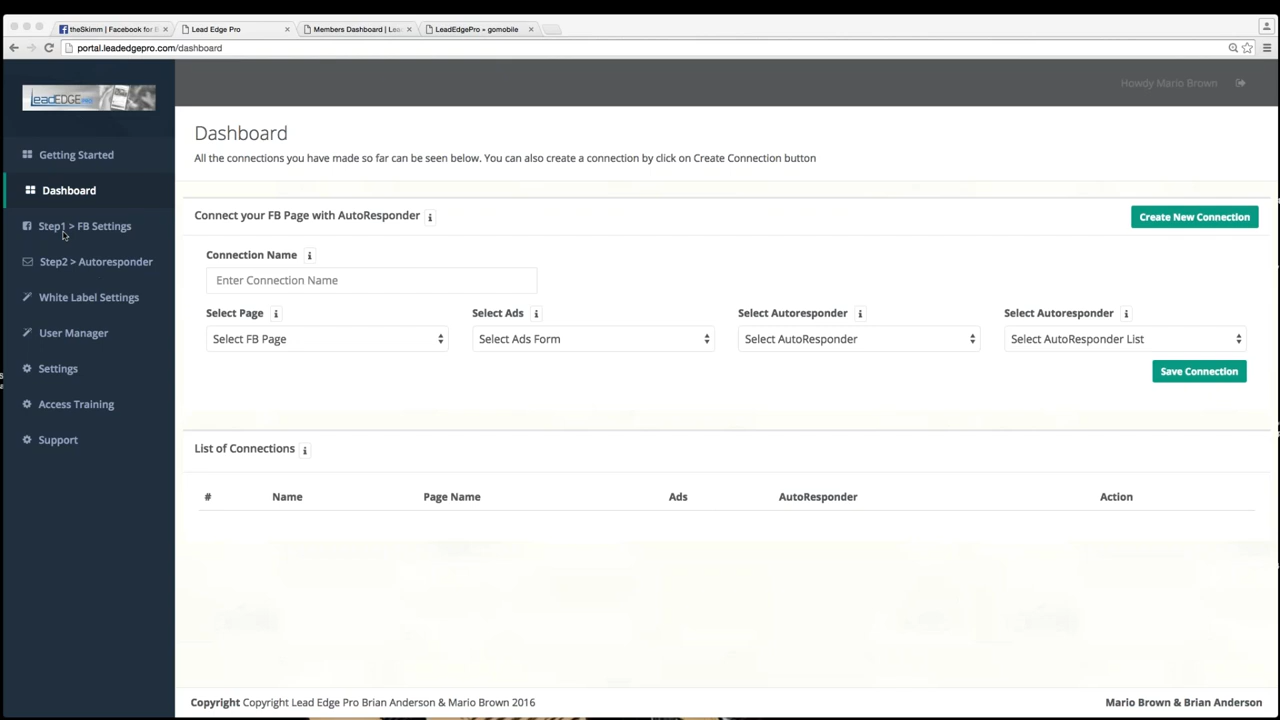 theSkimm | Facebook for B
Lead Edge Pro
Members Dashboard | Lea
LeadEdgePro « gomobile
portal.leadedgepro.com/dashboard
LeadEDGE PRO
Howdy Mario Brown
Getting Started
Dashboard
Step1 > FB Settings
Step2 > Autoresponder
White Label Settings
User Manager
Settings
Access Training
Support
Dashboard
All the connections you have made so far can be seen below. You can also create a connection by click on Create Connection button
Connect your FB Page with AutoResponder
Create New Connection
Connection Name
Enter Connection Name
Select Page Select Ads Select Autoresponder Select Autoresponder
Select FB Page Select Ads Form Select AutoResponder Select AutoResponder List
Save Connection
List of Connections
# Name Page Name Ads AutoResponder Action
Copyright Copyright Lead Edge Pro Brian Anderson & Mario Brown 2016
Mario Brown & Brian Anderson